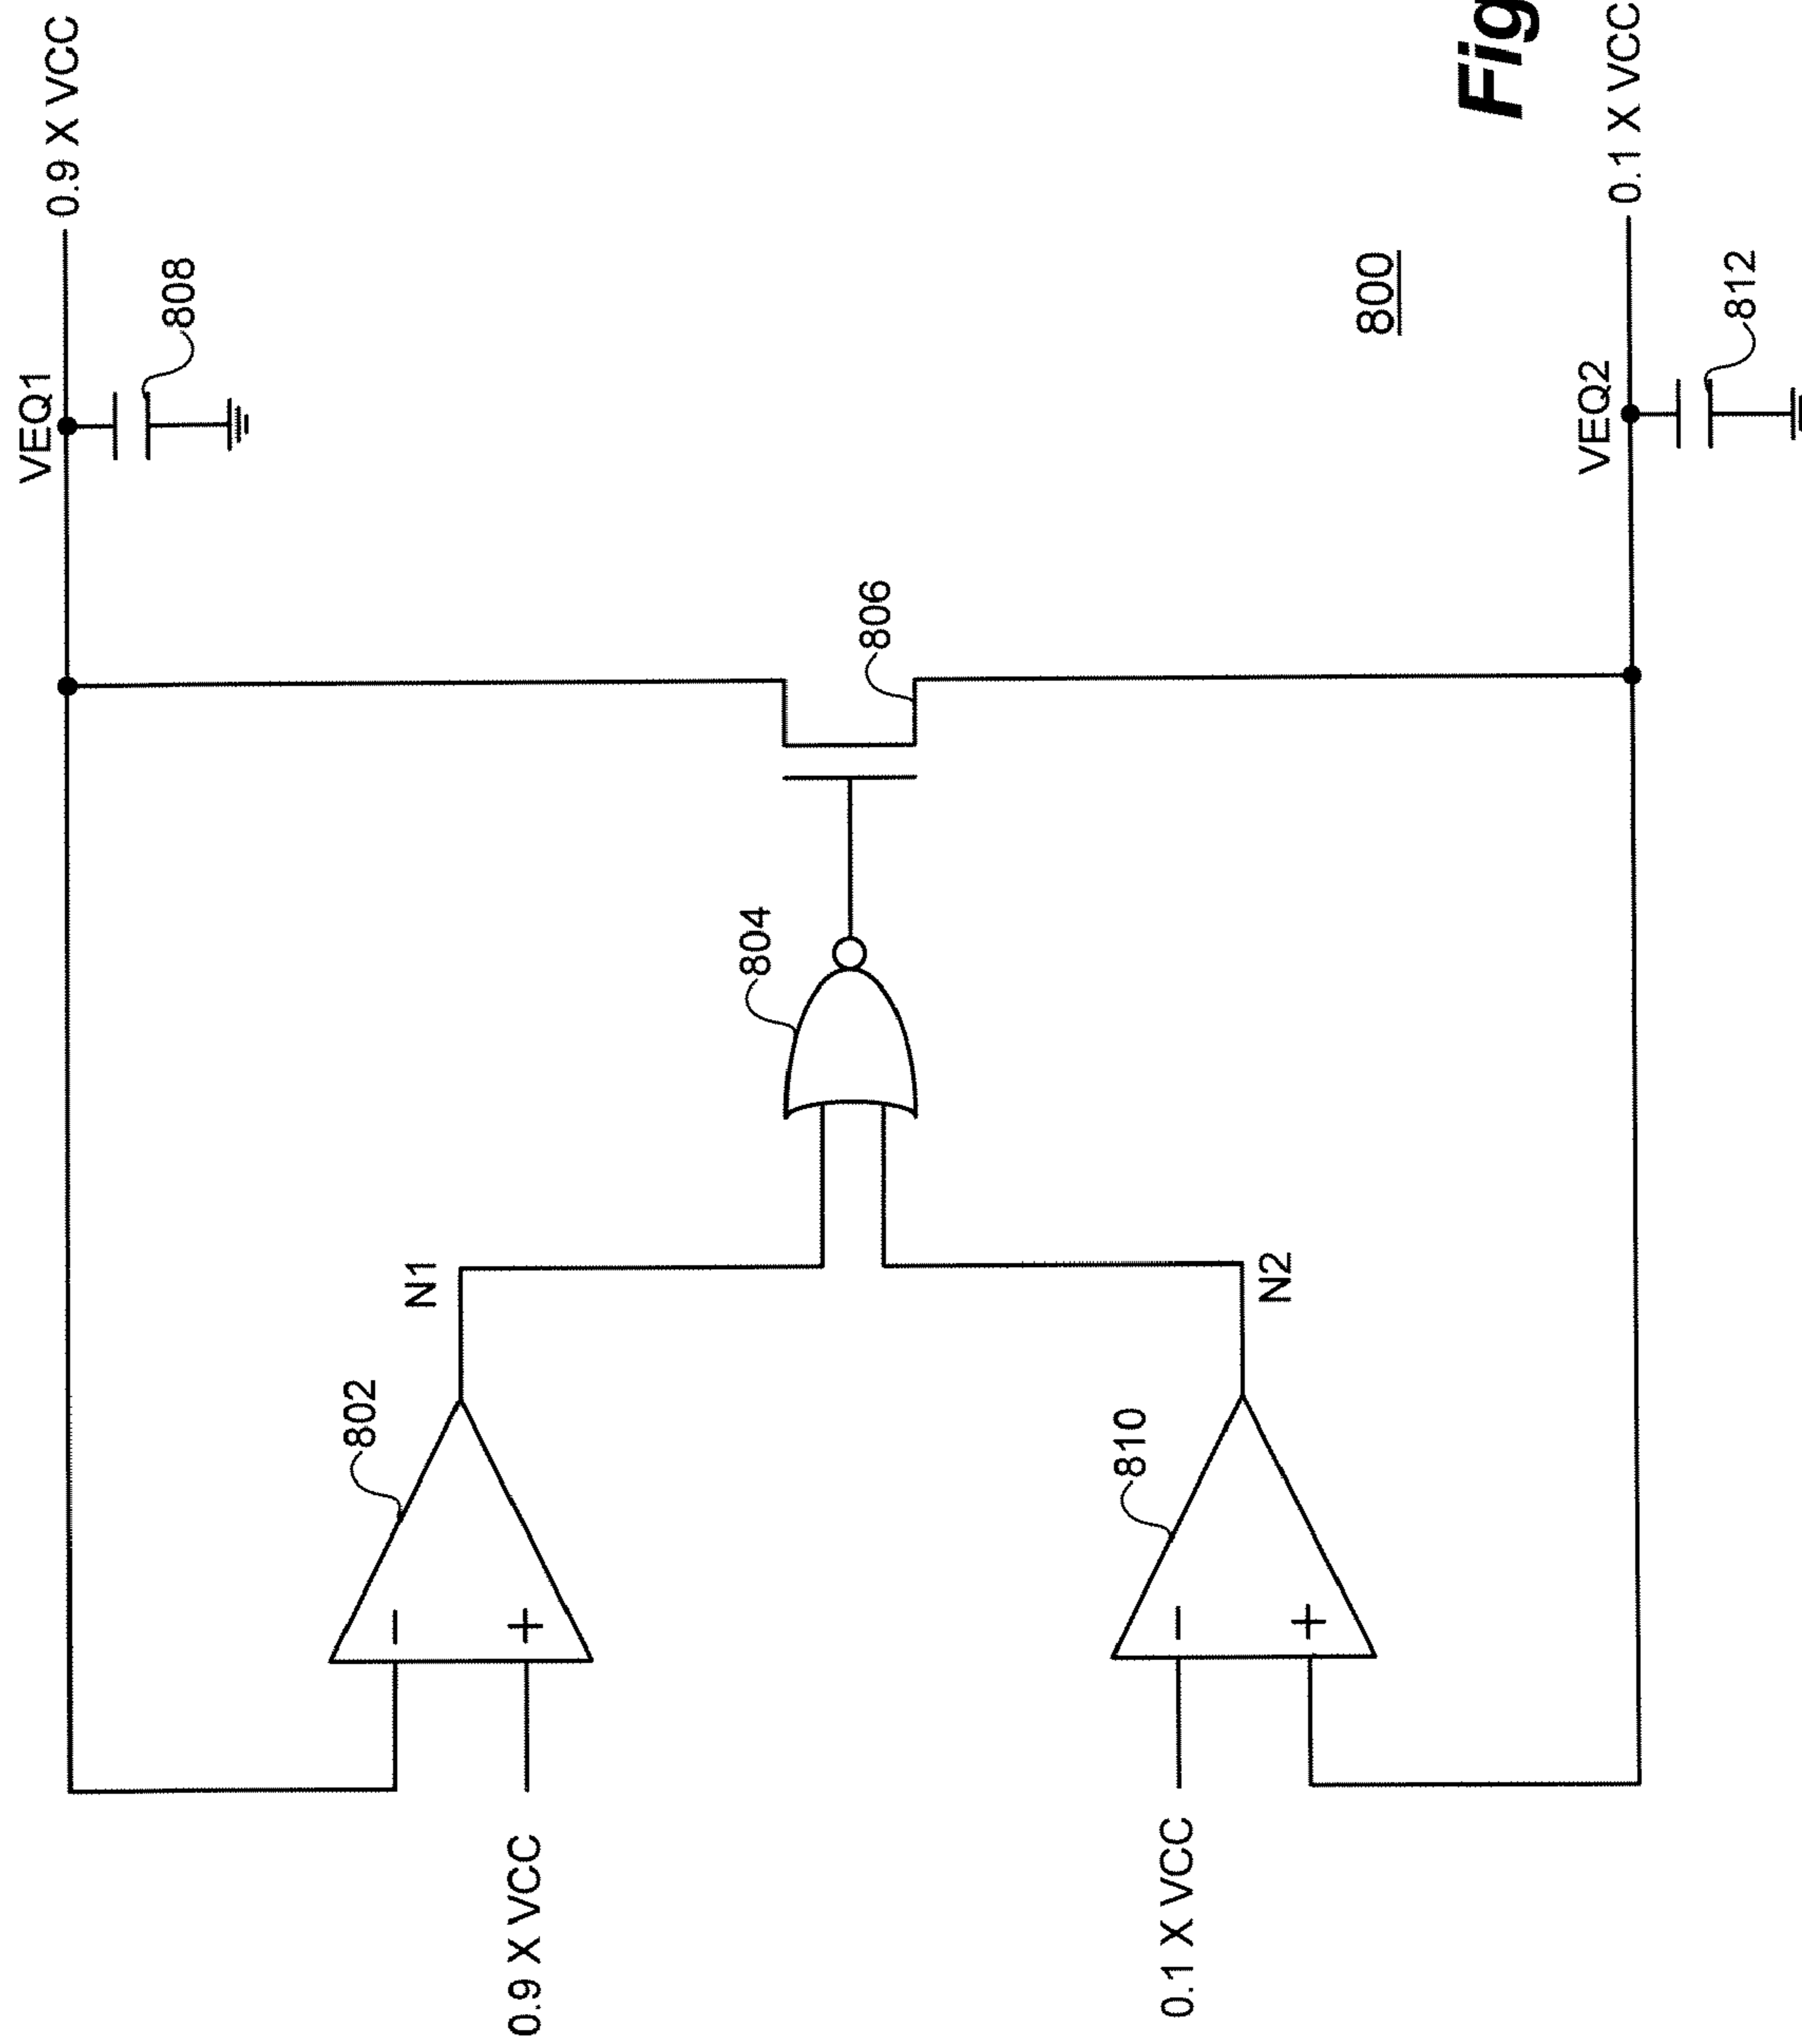 VEQ1
0.9 X VCC
808
806
804
N1
802
0.9 X VCC
N2
810
0.1 X VCC
800
VEQ2
0.1 X VCC
812
Fig
−
+
−
+